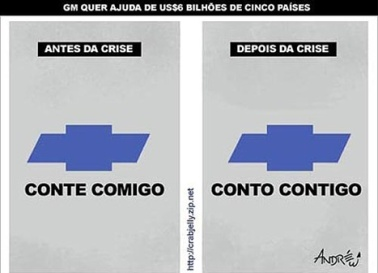 GM QUER AJUDA DE US$6 BILHÕES DE CINCO PAÍSES
ANTES DA CRISE
CONTE COMIGO
DEPOIS DA CRISE
CONTO CONTIGO
http://crabjelly.zip.net
ANDRÉW